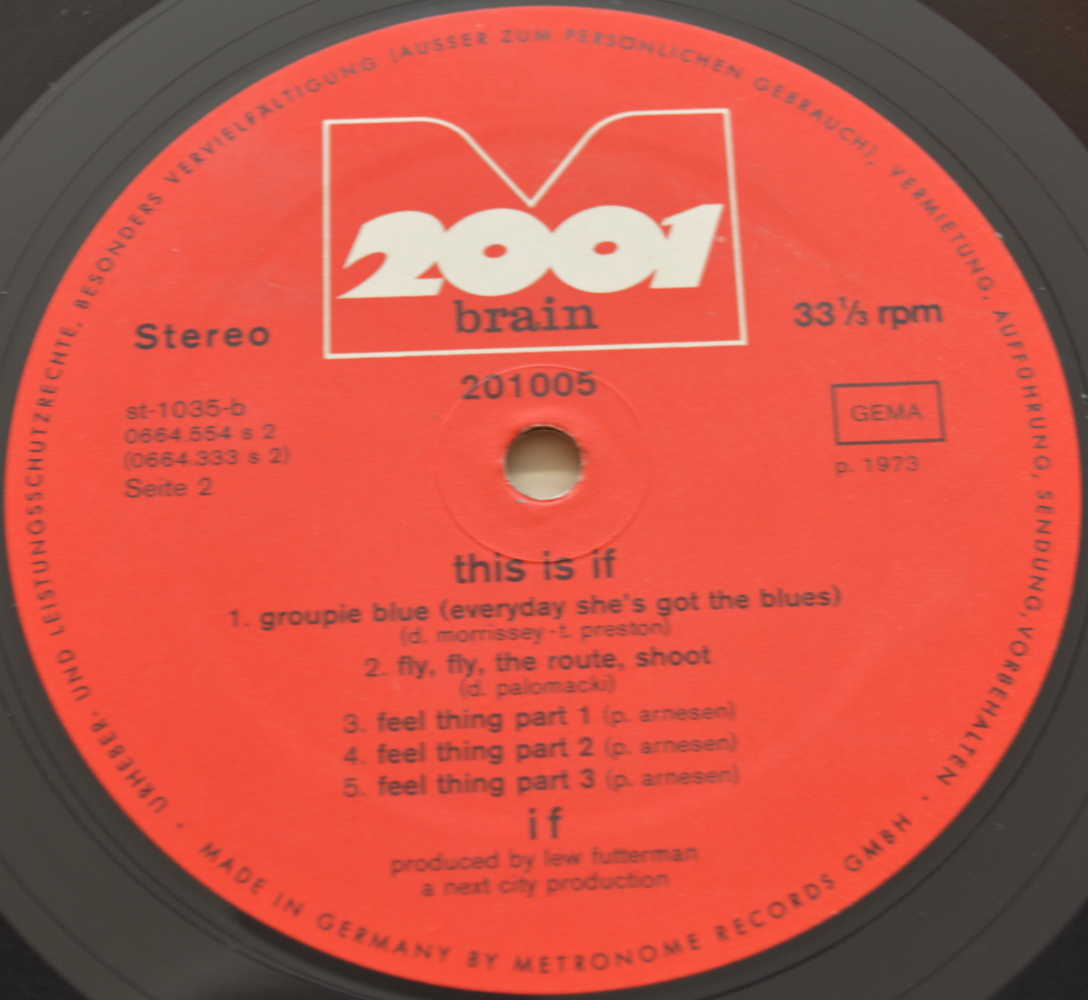 2001
brain
Stereo
33⅓ rpm
201005
st-1035-b
0664.554 s 2
(0664.333 s 2)
Seite 2
GEMA
p. 1973
this is if
1. groupie blue (everyday she's got the blues)
(d. morrissey - t. preston)
2. fly, fly, the route, shoot
(d. palomacki)
3. feel thing part 1 (p. arnesen)
4. feel thing part 2 (p. arnesen)
5. feel thing part 3 (p. arnesen)
if
produced by lew futterman
a next city production
URHEBER- UND LEISTUNGSSCHUTZRECHTE, BESONDERS VERVIELFÄLTIGUNG (AUSSER ZUM PERSÖNLICHEN GEBRAUCH), VERMIETUNG, AUFFÜHRUNG, SENDUNG, VORBEHALTEN ·
MADE IN GERMANY BY METRONOME RECORDS GMBH ·